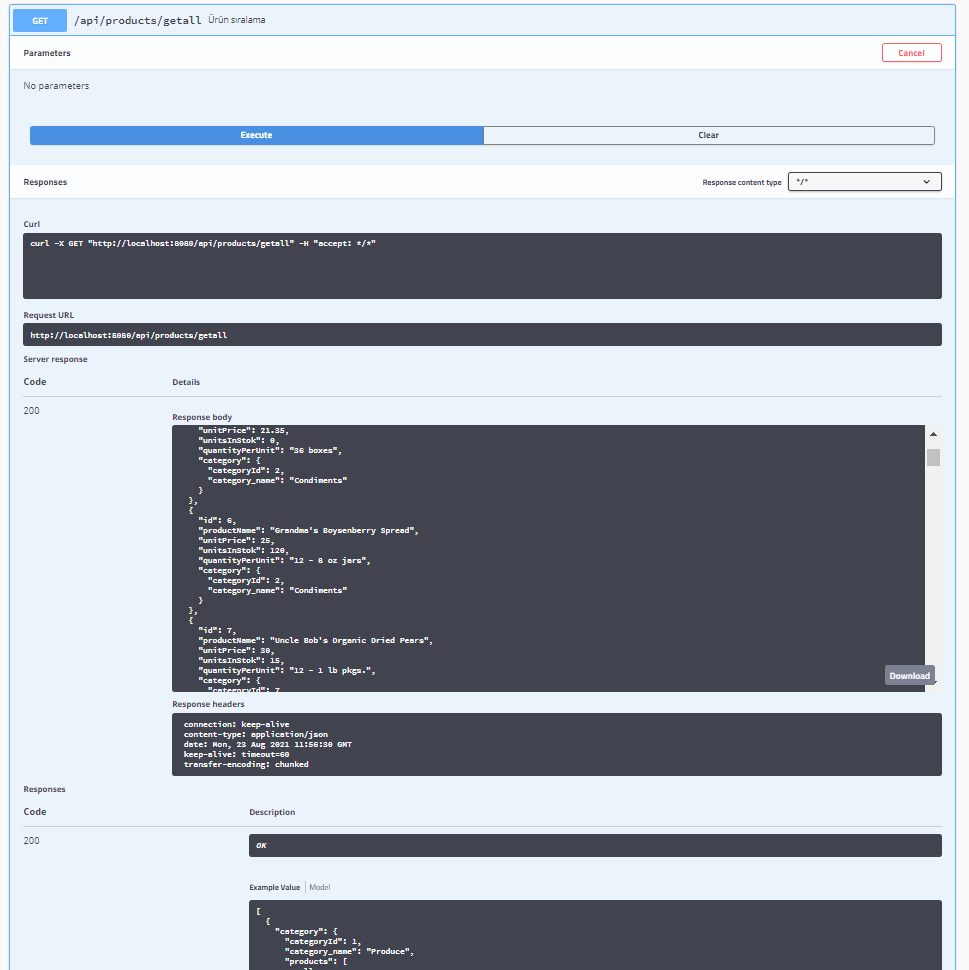 GET /api/products/getall Ürün sıralama
Parameters Cancel
No parameters
Execute Clear
Responses Response content type */*
Curl
curl -X GET "http://localhost:8080/api/products/getall" -H "accept: */*"
Request URL
http://localhost:8080/api/products/getall
Server response
Code Details
200
Response body
"unitPrice": 21.35,
"unitsInStok": 0,
"quantityPerUnit": "36 boxes",
"category": {
"categoryId": 2,
"category_name": "Condiments"
}
},
{
"id": 6,
"productName": "Grandma's Boysenberry Spread",
"unitPrice": 25,
"unitsInStok": 120,
"quantityPerUnit": "12 - 8 oz jars",
"category": {
"categoryId": 2,
"category_name": "Condiments"
}
},
{
"id": 7,
"productName": "Uncle Bob's Organic Dried Pears",
"unitPrice": 30,
"unitsInStok": 15,
"quantityPerUnit": "12 - 1 lb pkgs.",
"category": {
"categoryId": 7
Download
Response headers
connection: keep-alive
content-type: application/json
date: Mon, 23 Aug 2021 11:56:30 GMT
keep-alive: timeout=60
transfer-encoding: chunked
Responses
Code Description
200
OK
Example Value Model
[
{
"category": {
"categoryId": 1,
"category_name": "Produce",
"products": [